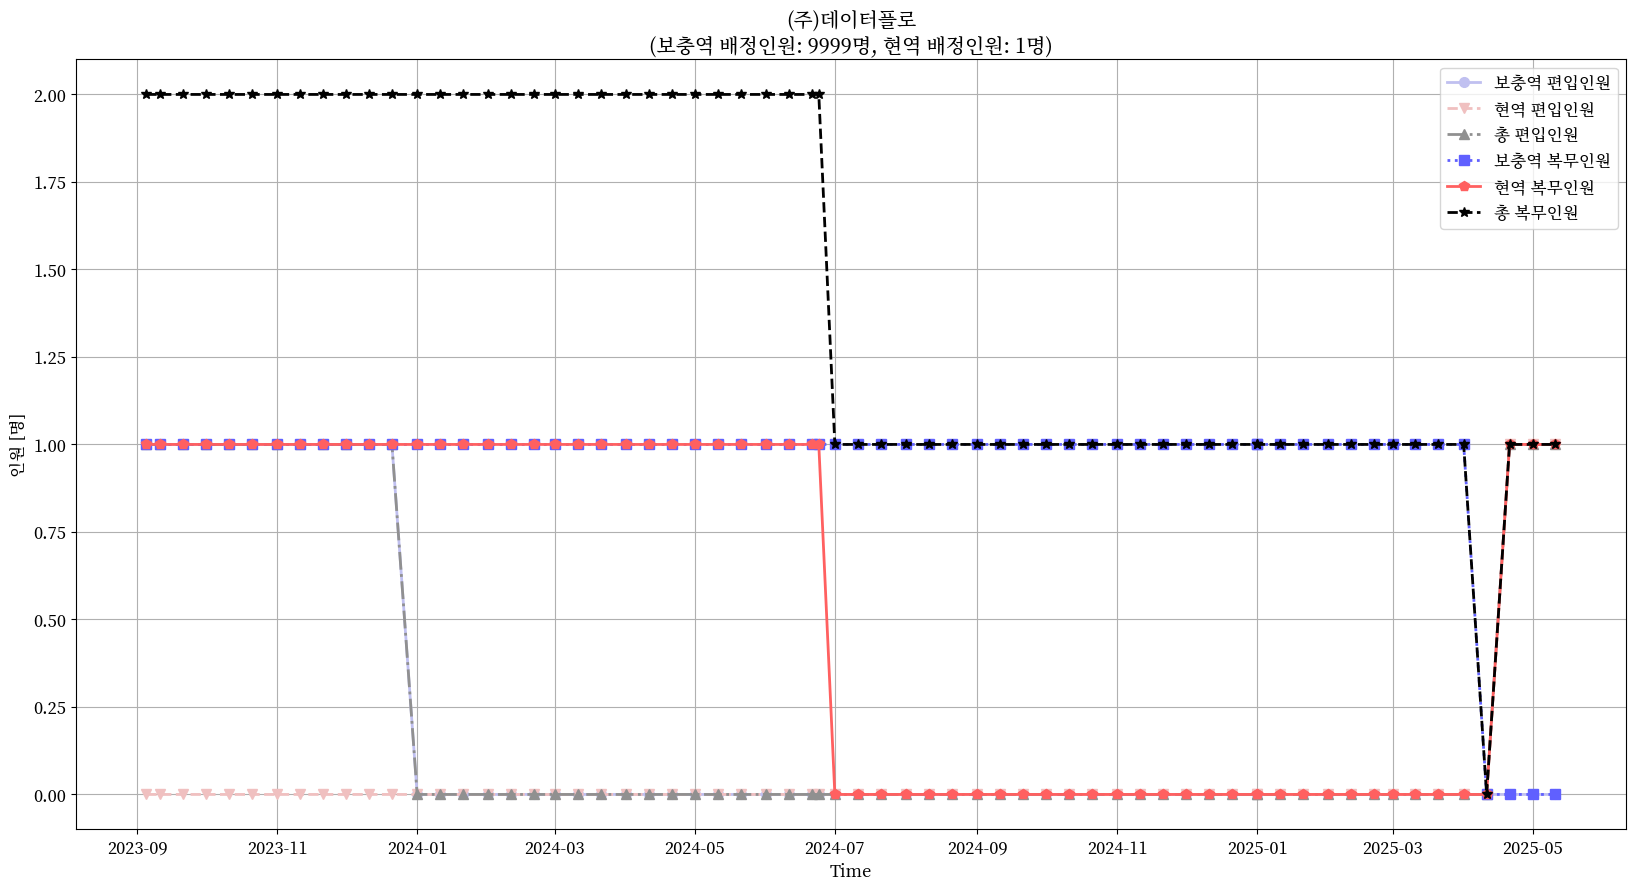 (주)데이터플로
(보충역 배정인원: 9999명, 현역 배정인원: 1명)
보충역 편입인원
현역 편입인원
총 편입인원
보충역 복무인원
현역 복무인원
총 복무인원
2.00
1.75
1.50
1.25
1.00
0.75
0.50
0.25
0.00
인원 [명]
2023-09 2023-11 2024-01 2024-03 2024-05 2024-07 2024-09 2024-11 2025-01 2025-03 2025-05
Time